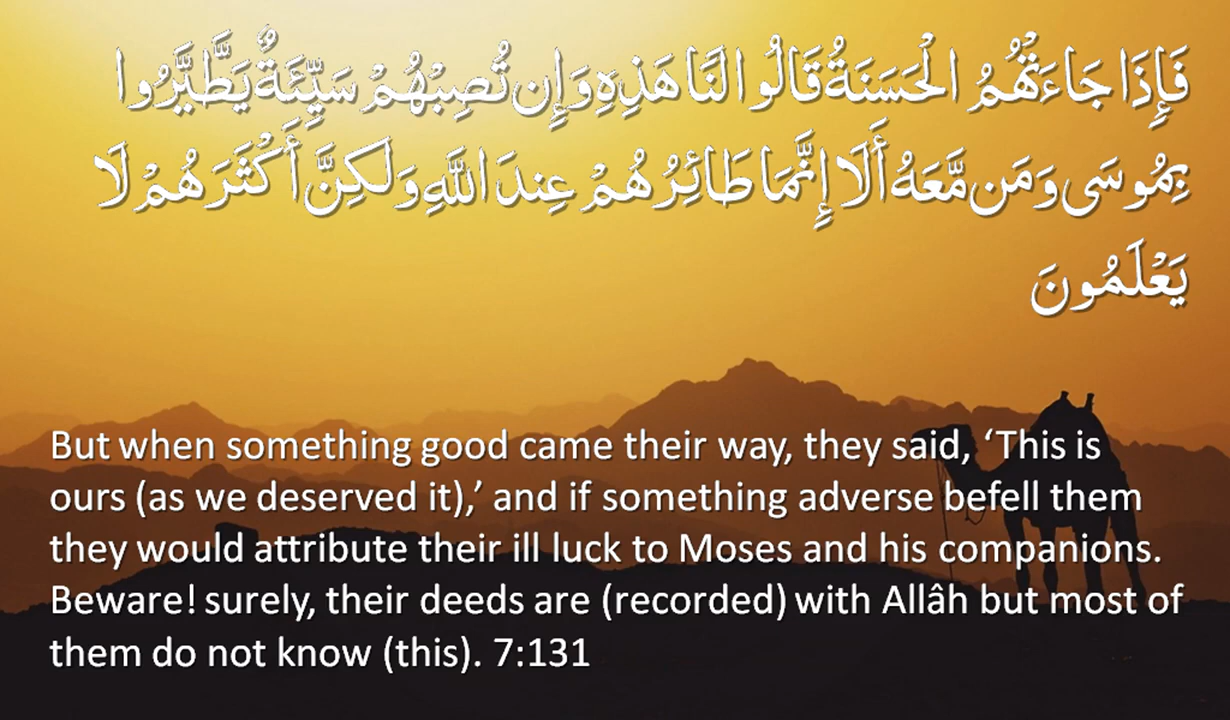 فَإِذَا جَاءَتْهُمُ الْحَسَنَةُ قَالُوا لَنَا هَذِهِ وَإِن تُصِبْهُمْ سَيِّئَةٌ يَطَّيَّرُوا
بِمُوسَى وَمَن مَّعَهُ أَلَا إِنَّمَا طَائِرُهُمْ عِندَ اللَّهِ وَلَكِنَّ أَكْثَرَهُمْ لَا
يَعْلَمُونَ
But when something good came their way, they said, ‘This is
ours (as we deserved it),’ and if something adverse befell them
they would attribute their ill luck to Moses and his companions.
Beware! surely, their deeds are (recorded) with Allâh but most of
them do not know (this). 7:131